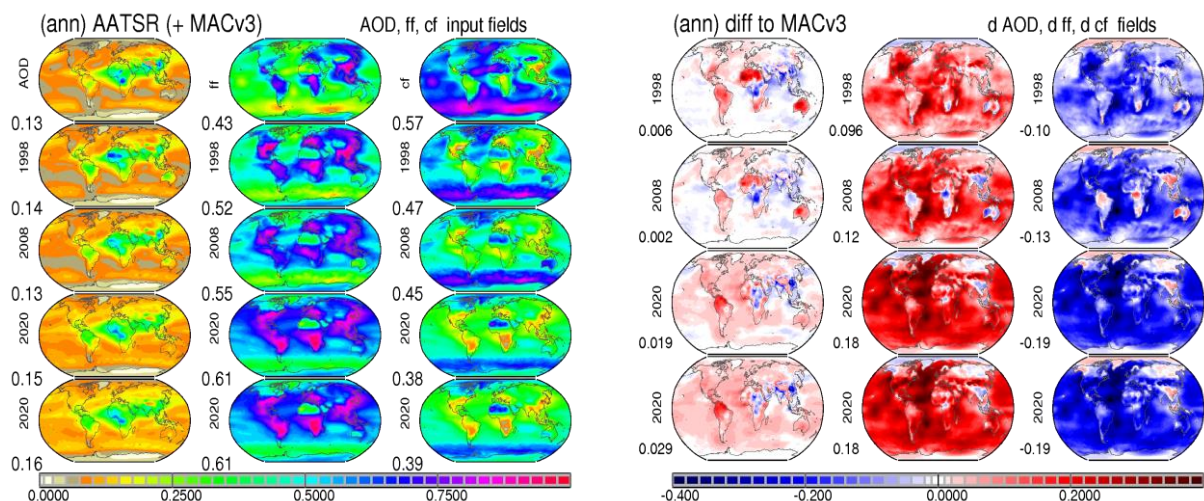 (ann) AATSR (+ MACv3) AOD, ff, cf input fields
AOD ff cf
0.13 0.43 0.57
1998 1998 1998
0.14 0.52 0.47
2008 2008 2008
0.13 0.55 0.45
2020 2020 2020
0.15 0.61 0.38
2020 2020 2020
0.16 0.61 0.39
0.0000 0.2500 0.5000 0.7500
(ann) diff to MACv3 d AOD, d ff, d cf fields
1998 1998 1998
0.006 0.096 -0.10
2008 2008 2008
0.002 0.12 -0.13
2020 2020 2020
0.019 0.18 -0.19
2020 2020 2020
0.029 0.18 -0.19
-0.400 -0.2000 0.0000 0.2000